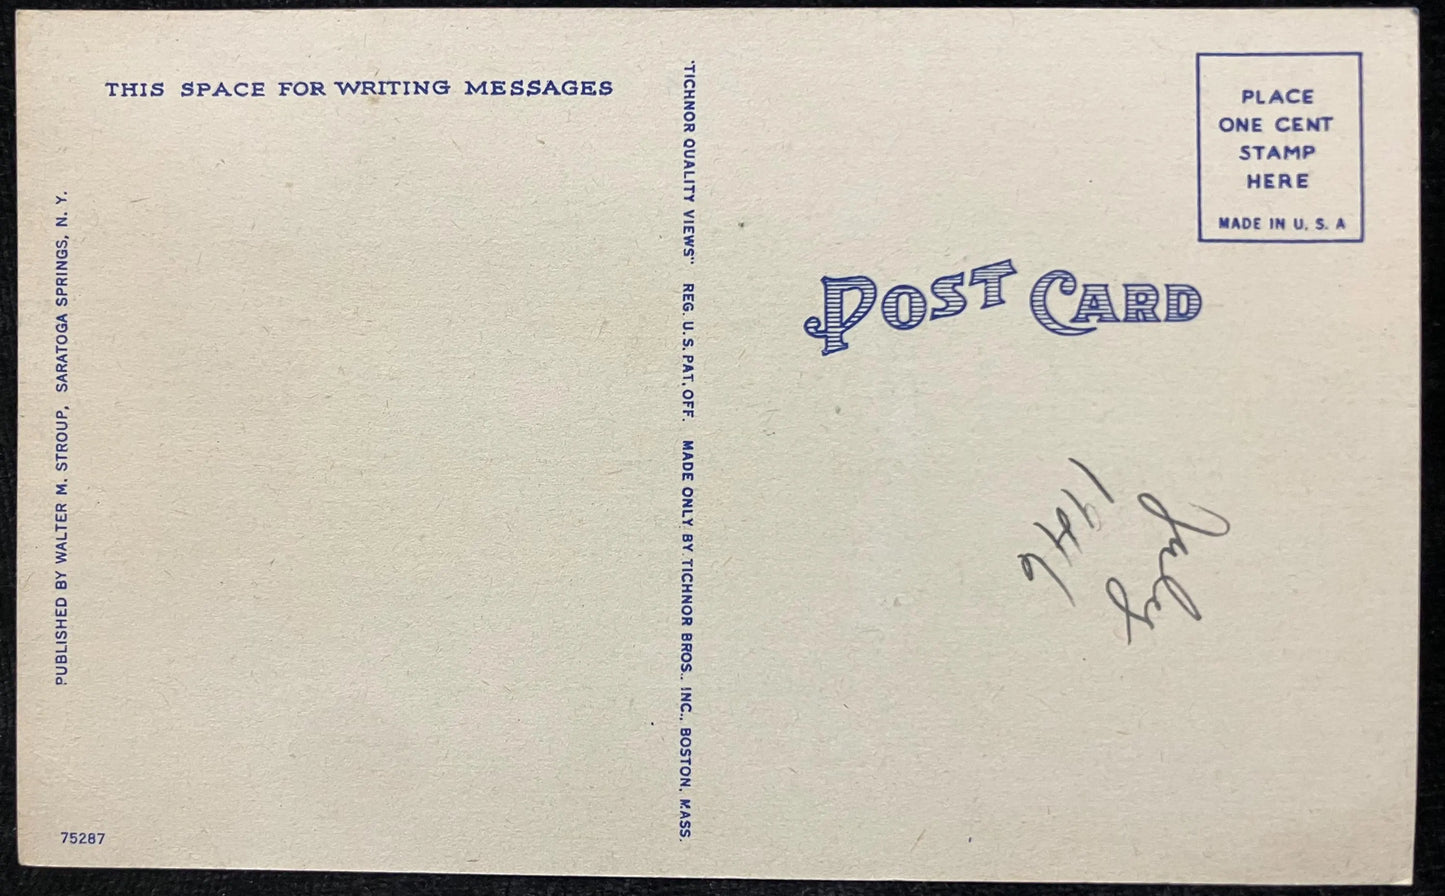 THIS SPACE FOR WRITING MESSAGES
PUBLISHED BY WALTER M. STROUP, SARATOGA SPRINGS, N. Y.
75287
"TICHNOR QUALITY VIEWS" REG. U.S. PAT. OFF. MADE ONLY BY TICHNOR BROS., INC., BOSTON, MASS.
PLACE
ONE CENT
STAMP
HERE
MADE IN U. S. A
POST CARD
July
1946